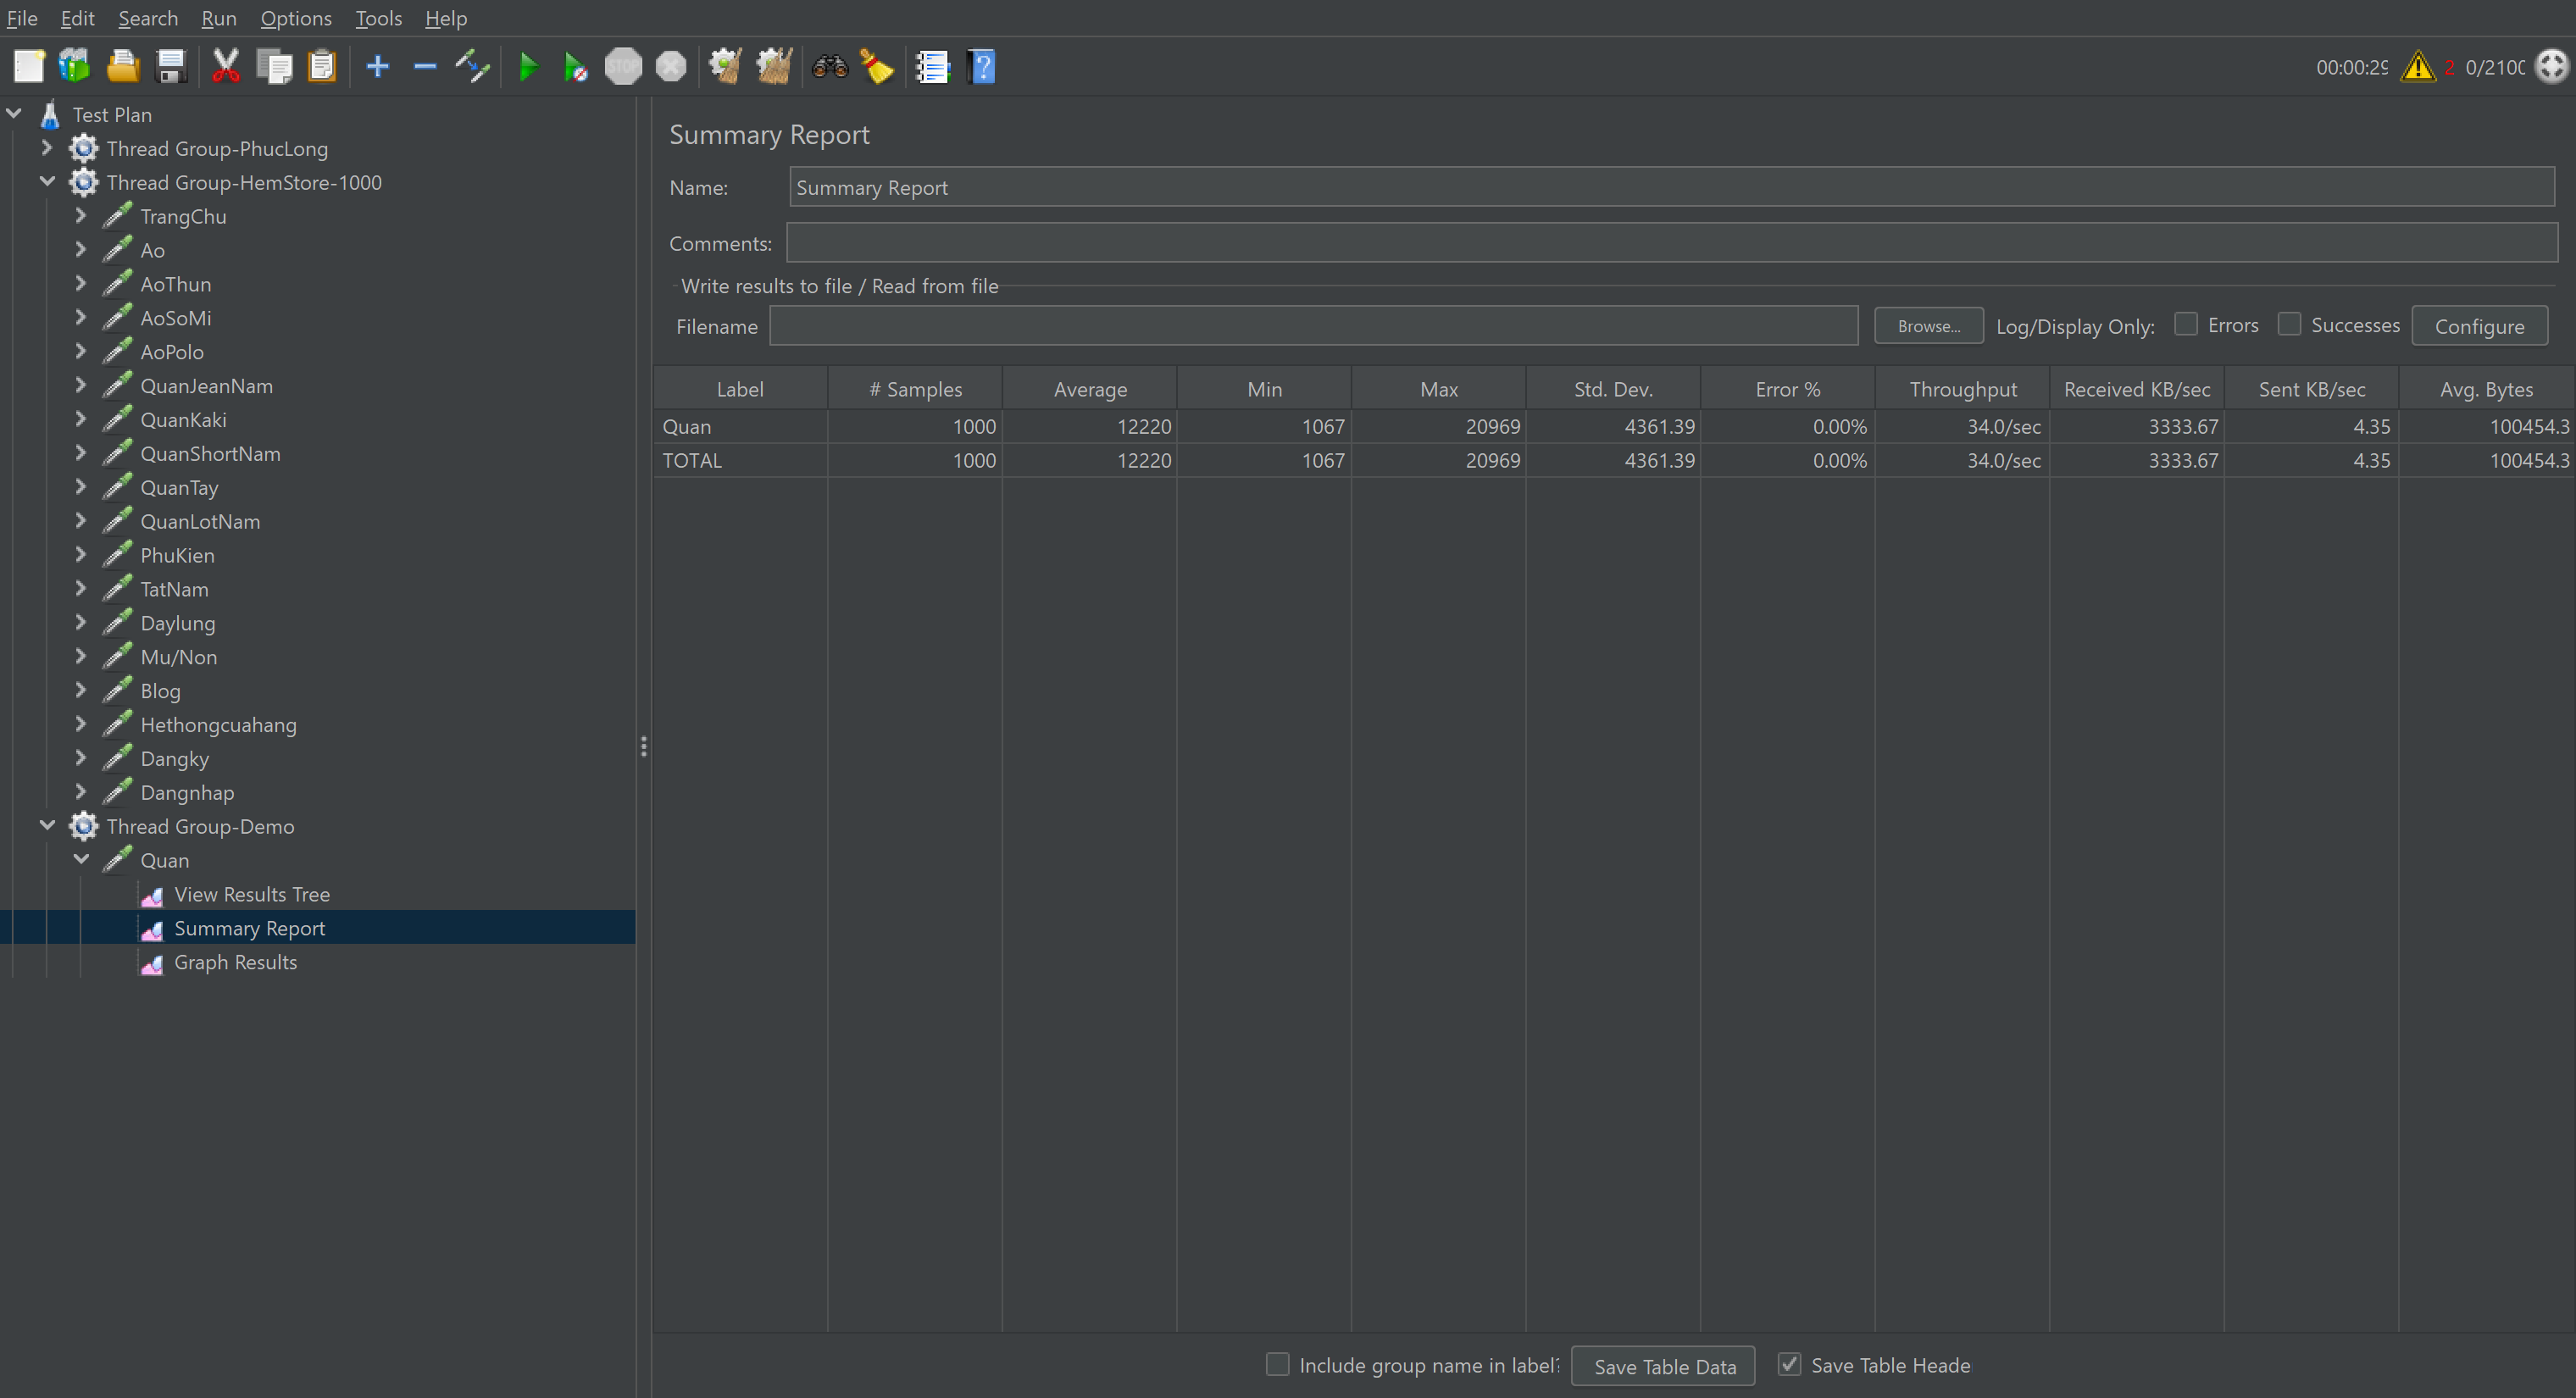 File Edit Search Run Options Tools Help
STOP
00:00:29 2 0/2100
Test Plan
Thread Group-PhucLong
Thread Group-HemStore-1000
TrangChu
Ao
AoThun
AoSoMi
AoPolo
QuanJeanNam
QuanKaki
QuanShortNam
QuanTay
QuanLotNam
PhuKien
TatNam
Daylung
Mu/Non
Blog
Hethongcuahang
Dangky
Dangnhap
Thread Group-Demo
Quan
View Results Tree
Summary Report
Graph Results
Summary Report
Name: Summary Report
Comments:
Write results to file / Read from file
Filename Browse... Log/Display Only: Errors Successes Configure
Label # Samples Average Min Max Std. Dev. Error % Throughput Received KB/sec Sent KB/sec Avg. Bytes
Quan 1000 12220 1067 20969 4361.39 0.00% 34.0/sec 3333.67 4.35 100454.3
TOTAL 1000 12220 1067 20969 4361.39 0.00% 34.0/sec 3333.67 4.35 100454.3
Include group name in label? Save Table Data Save Table Heade